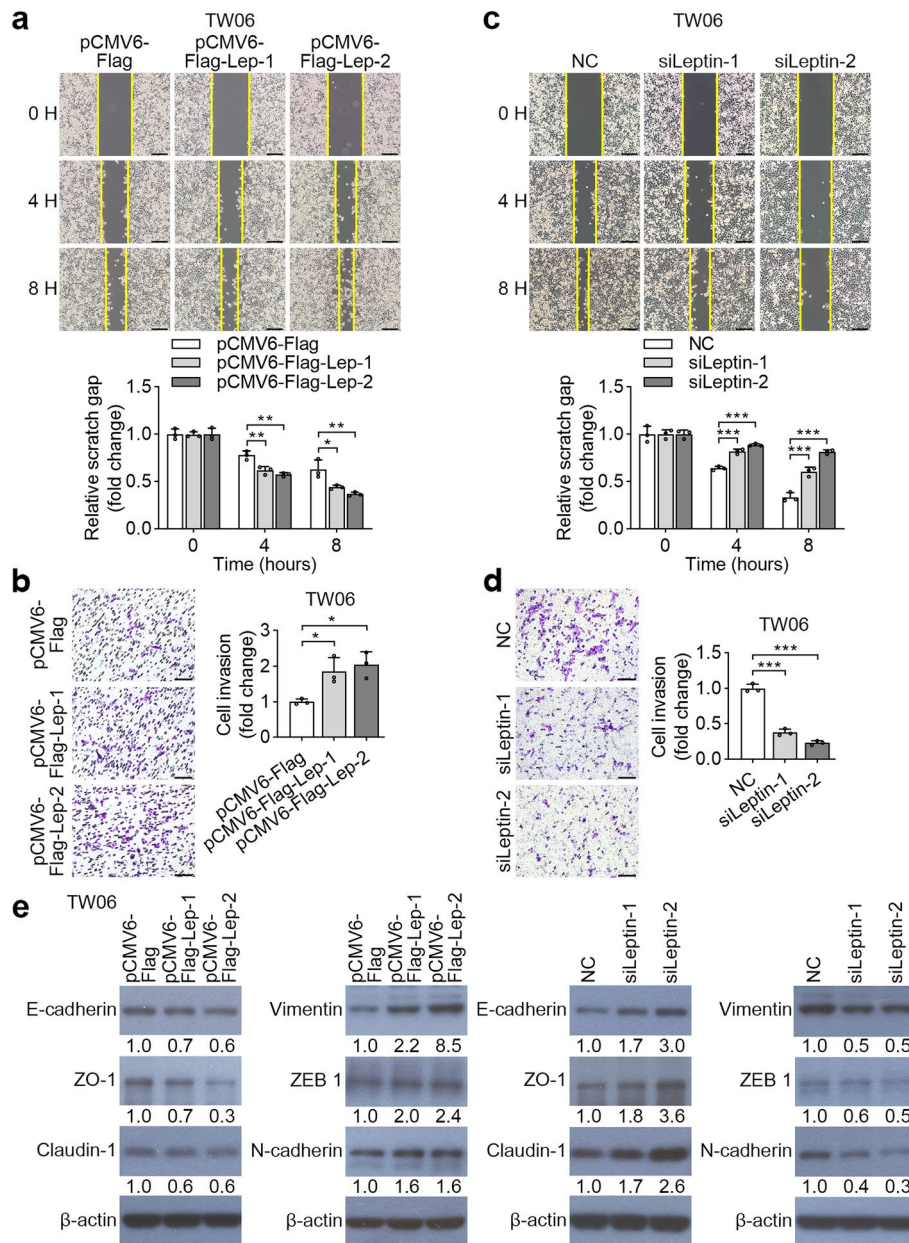 a
TW06
pCMV6-
Flag
pCMV6-
Flag-Lep-1
pCMV6-
Flag-Lep-2
0 H
4 H
8 H
pCMV6-Flag
pCMV6-Flag-Lep-1
pCMV6-Flag-Lep-2
Relative scratch gap
(fold change)
1.5
1.0
0.5
0.0
** **
* **
0 4 8
Time (hours)
c
TW06
NC siLeptin-1 siLeptin-2
0 H
4 H
8 H
NC
siLeptin-1
siLeptin-2
Relative scratch gap
(fold change)
1.5
1.0
0.5
0.0
*** ***
*** ***
0 4 8
Time (hours)
b
pCMV6-
Flag
pCMV6-
Flag-Lep-1
pCMV6-
Flag-Lep-2
TW06
Cell invasion
(fold change)
3
2
1
0
*
*
pCMV6-Flag
pCMV6-Flag-Lep-1
pCMV6-Flag-Lep-2
d
NC
siLeptin-1
siLeptin-2
TW06
Cell invasion
(fold change)
1.5
1.0
0.5
0.0
***
***
NC
siLeptin-1
siLeptin-2
e
TW06
pCMV6-
Flag
pCMV6-
Flag-Lep-1
pCMV6-
Flag-Lep-2
E-cadherin
1.0 0.7 0.6
ZO-1
1.0 0.7 0.3
Claudin-1
1.0 0.6 0.6
β-actin
pCMV6-
Flag
pCMV6-
Flag-Lep-1
pCMV6-
Flag-Lep-2
Vimentin
1.0 2.2 8.5
ZEB 1
1.0 2.0 2.4
N-cadherin
1.0 1.6 1.6
β-actin
NC
siLeptin-1
siLeptin-2
E-cadherin
1.0 1.7 3.0
ZO-1
1.0 1.8 3.6
Claudin-1
1.0 1.7 2.6
β-actin
NC
siLeptin-1
siLeptin-2
Vimentin
1.0 0.5 0.5
ZEB 1
1.0 0.6 0.5
N-cadherin
1.0 0.4 0.3
β-actin